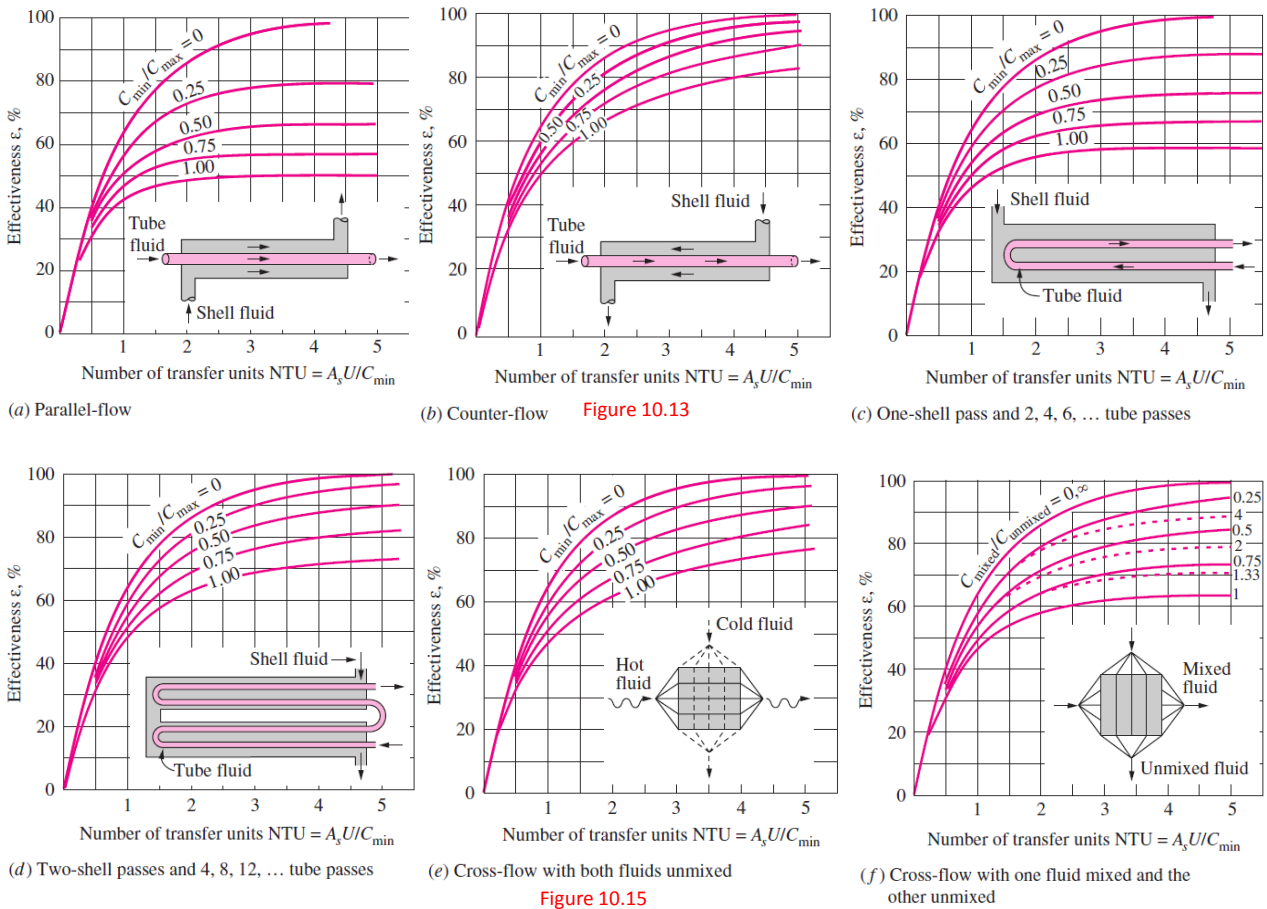 100
80
60
40
20
0
Effectiveness ε, %
C_min/C_max = 0
0.25
0.50
0.75
1.00
Tube
fluid
Shell fluid
1 2 3 4 5
Number of transfer units NTU = A_sU/C_min
(a) Parallel-flow
100
80
60
40
20
0
Effectiveness ε, %
C_min/C_max = 0
0.25
0.50
0.75
1.00
Shell fluid
Tube
fluid
1 2 3 4 5
Number of transfer units NTU = A_sU/C_min
(b) Counter-flow
Figure 10.13
100
80
60
40
20
0
Effectiveness ε, %
C_min/C_max = 0
0.25
0.50
0.75
1.00
Shell fluid
Tube fluid
1 2 3 4 5
Number of transfer units NTU = A_sU/C_min
(c) One-shell pass and 2, 4, 6, … tube passes
100
80
60
40
20
0
Effectiveness ε, %
C_min/C_max = 0
0.25
0.50
0.75
1.00
Shell fluid
Tube fluid
1 2 3 4 5
Number of transfer units NTU = A_sU/C_min
(d) Two-shell passes and 4, 8, 12, … tube passes
100
80
60
40
20
0
Effectiveness ε, %
C_min/C_max = 0
0.25
0.50
0.75
1.00
Cold fluid
Hot
fluid
1 2 3 4 5
Number of transfer units NTU = A_sU/C_min
(e) Cross-flow with both fluids unmixed
Figure 10.15
100
80
60
40
20
0
Effectiveness ε, %
C_mixed/C_unmixed = 0,∞
0.25
4
0.5
2
0.75
1.33
1
Mixed
fluid
Unmixed fluid
1 2 3 4 5
Number of transfer units NTU = A_sU/C_min
(f) Cross-flow with one fluid mixed and the
other unmixed